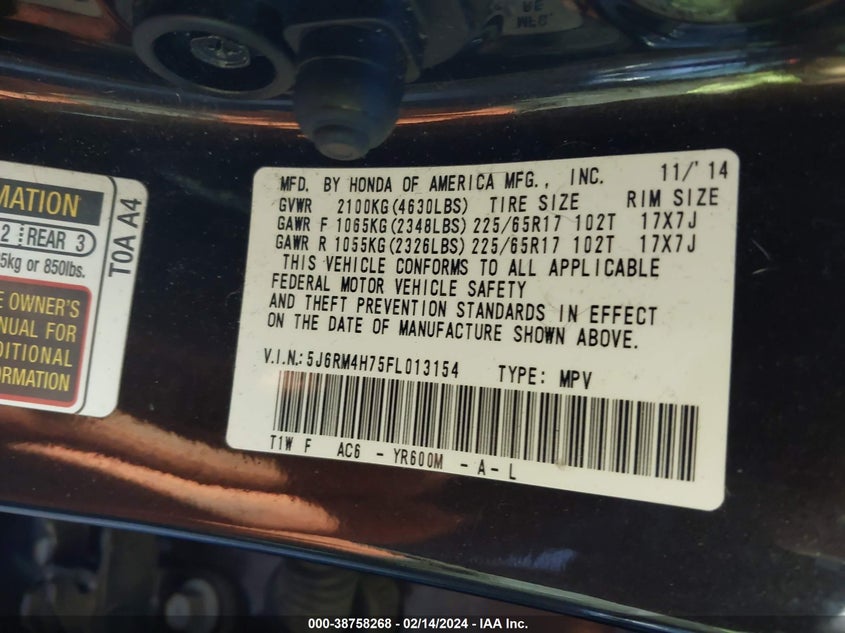 MFD. BY HONDA OF AMERICA MFG., INC. 11/'14
GVWR 2100KG(4630LBS) TIRE SIZE RIM SIZE
GAWR F 1065KG(2348LBS) 225/65R17 102T 17X7J
GAWR R 1055KG(2326LBS) 225/65R17 102T 17X7J
THIS VEHICLE CONFORMS TO ALL APPLICABLE
FEDERAL MOTOR VEHICLE SAFETY
AND THEFT PREVENTION STANDARDS IN EFFECT
ON THE DATE OF MANUFACTURE SHOWN ABOVE.
V.I.N.: 5J6RM4H75FL013154 TYPE: MPV
T1W F AC6 - YR600M - A - L
MATION
2 REAR 3
5kg or 850lbs.
E OWNER'S
NUAL FOR
DITIONAL
ORMATION
T0A A4
000-38758268 - 02/14/2024 - IAA Inc.